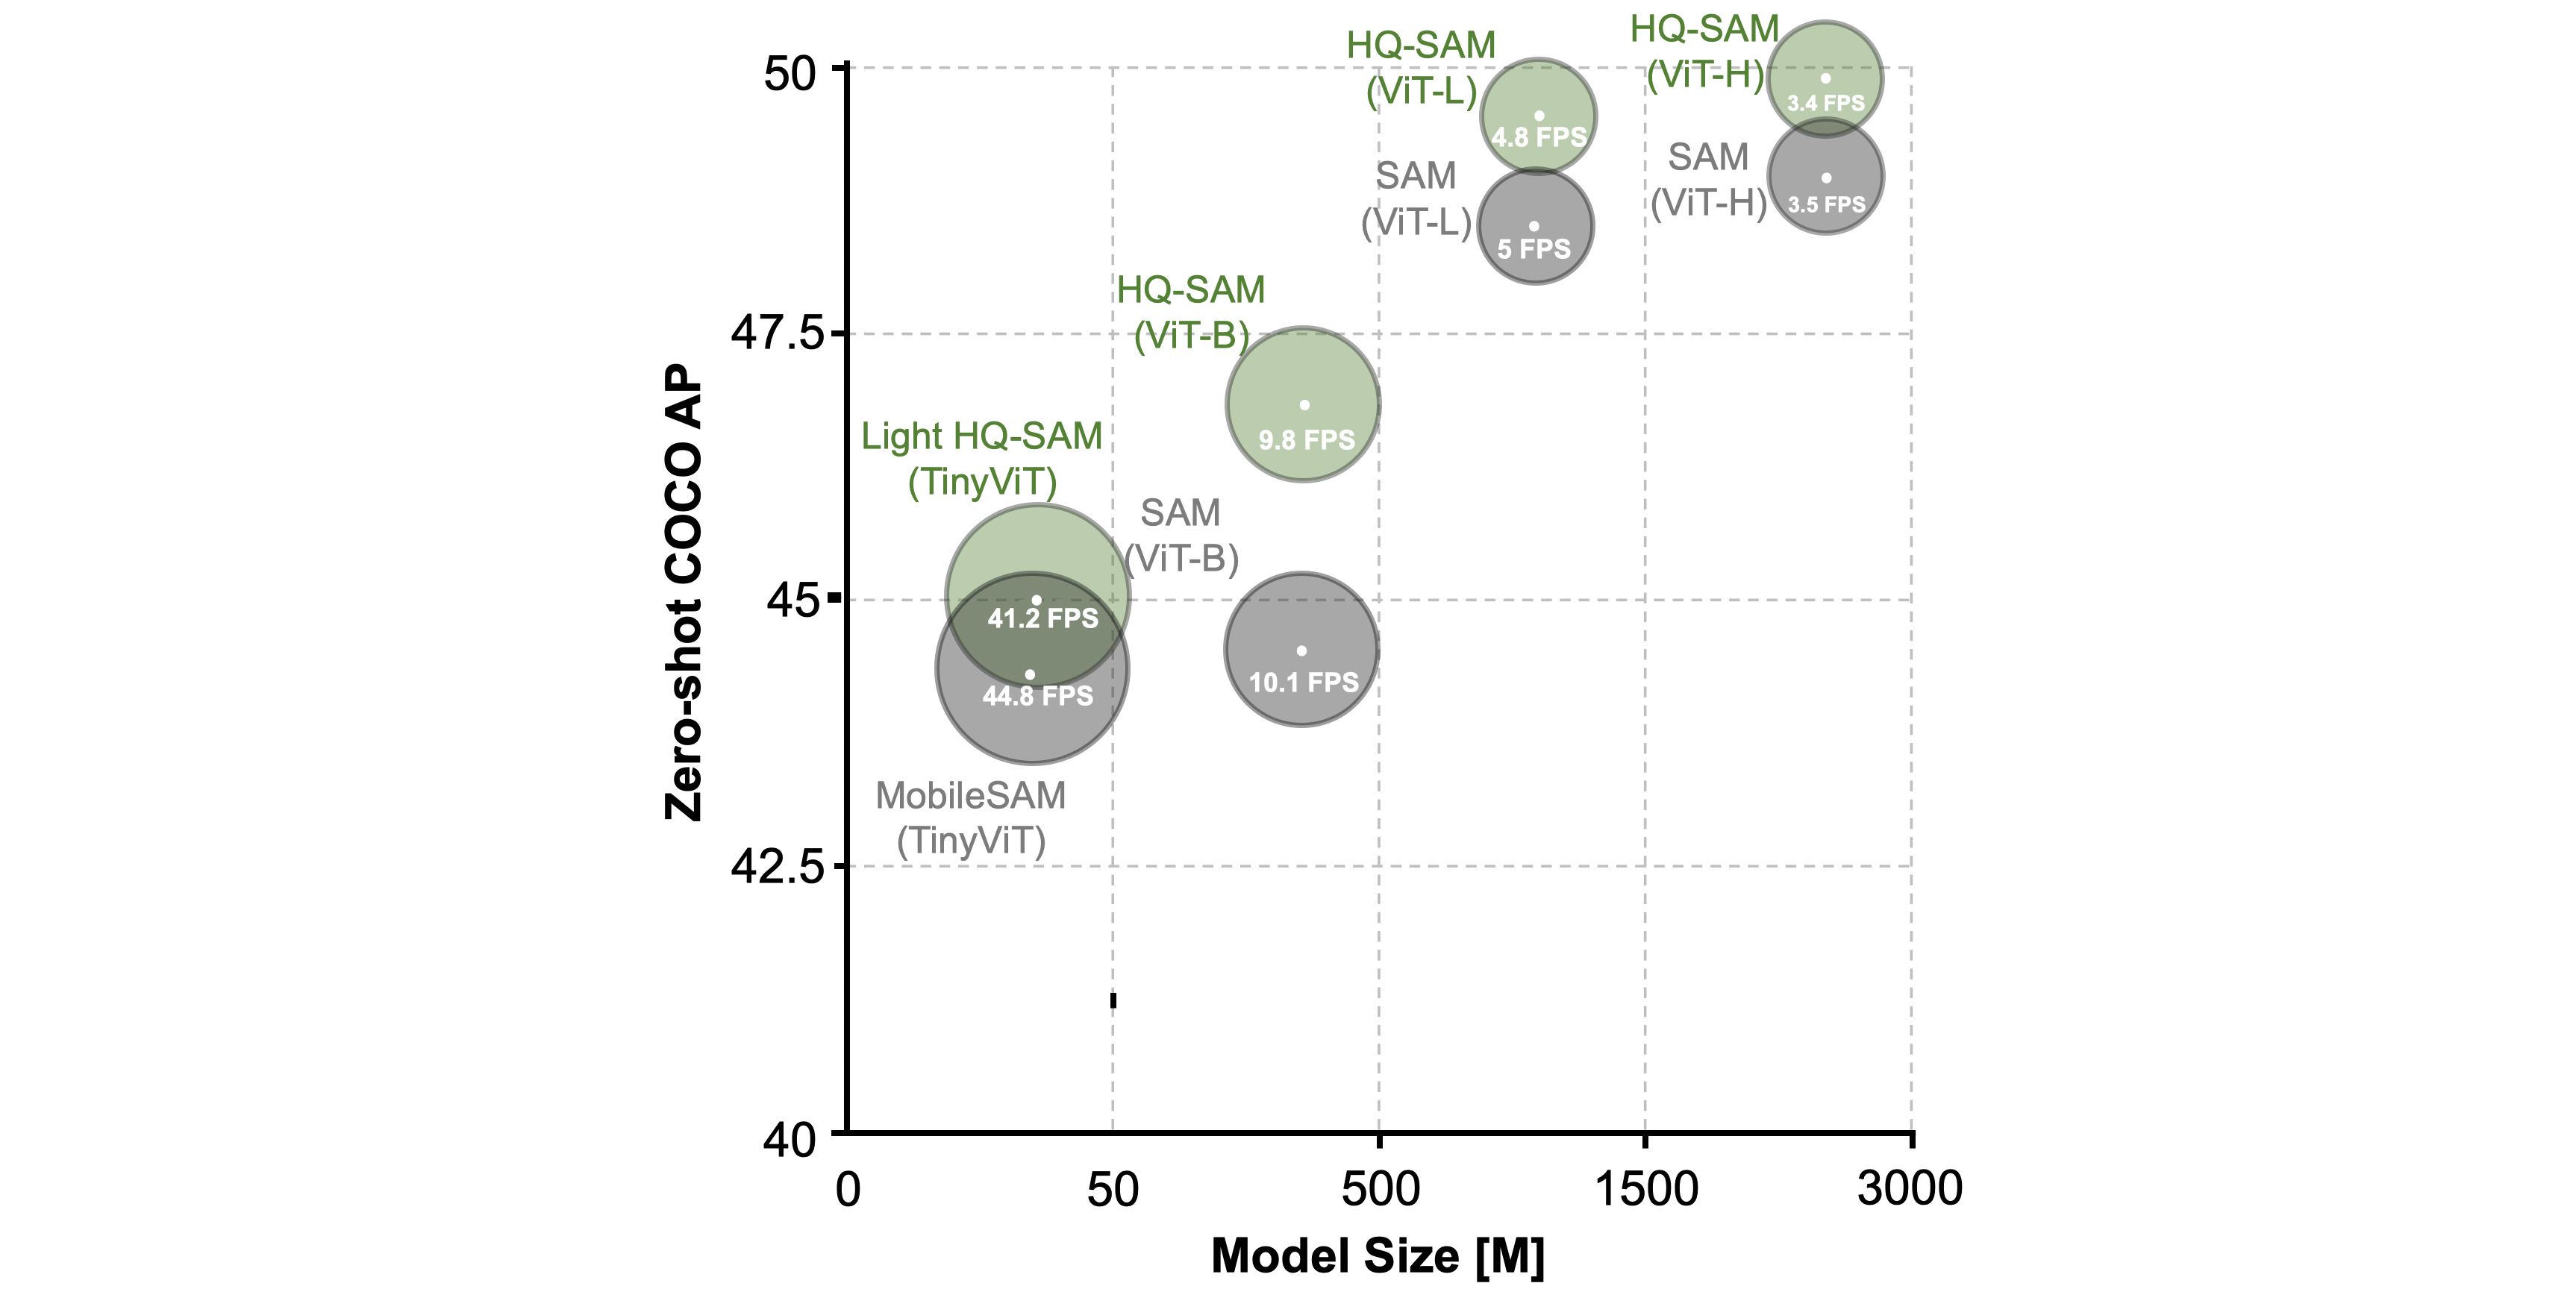 HQ-SAM
(ViT-H)
HQ-SAM
(ViT-L)
50
3.4 FPS
4.8 FPS
SAM
(ViT-H)
SAM
(ViT-L)
3.5 FPS
5 FPS
HQ-SAM
(ViT-B)
47.5
Zero-shot COCO AP
9.8 FPS
Light HQ-SAM
(TinyViT)
SAM
(ViT-B)
45
41.2 FPS
44.8 FPS
10.1 FPS
MobileSAM
(TinyViT)
42.5
40
0
50
500
1500
3000
Model Size [M]